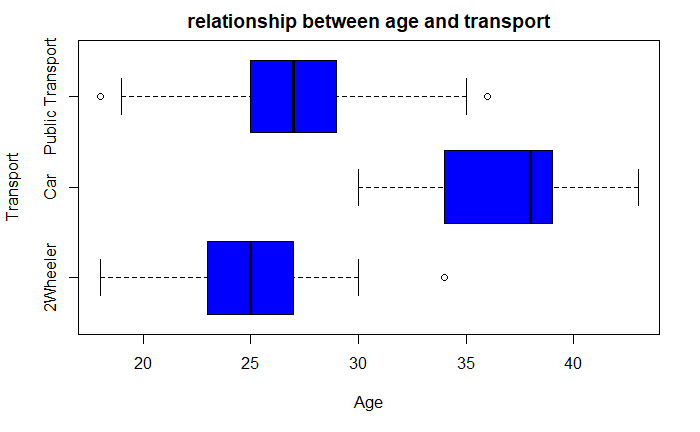 relationship between age and transport
Transport
Public Transport
Car
2Wheeler
20 25 30 35 40
Age